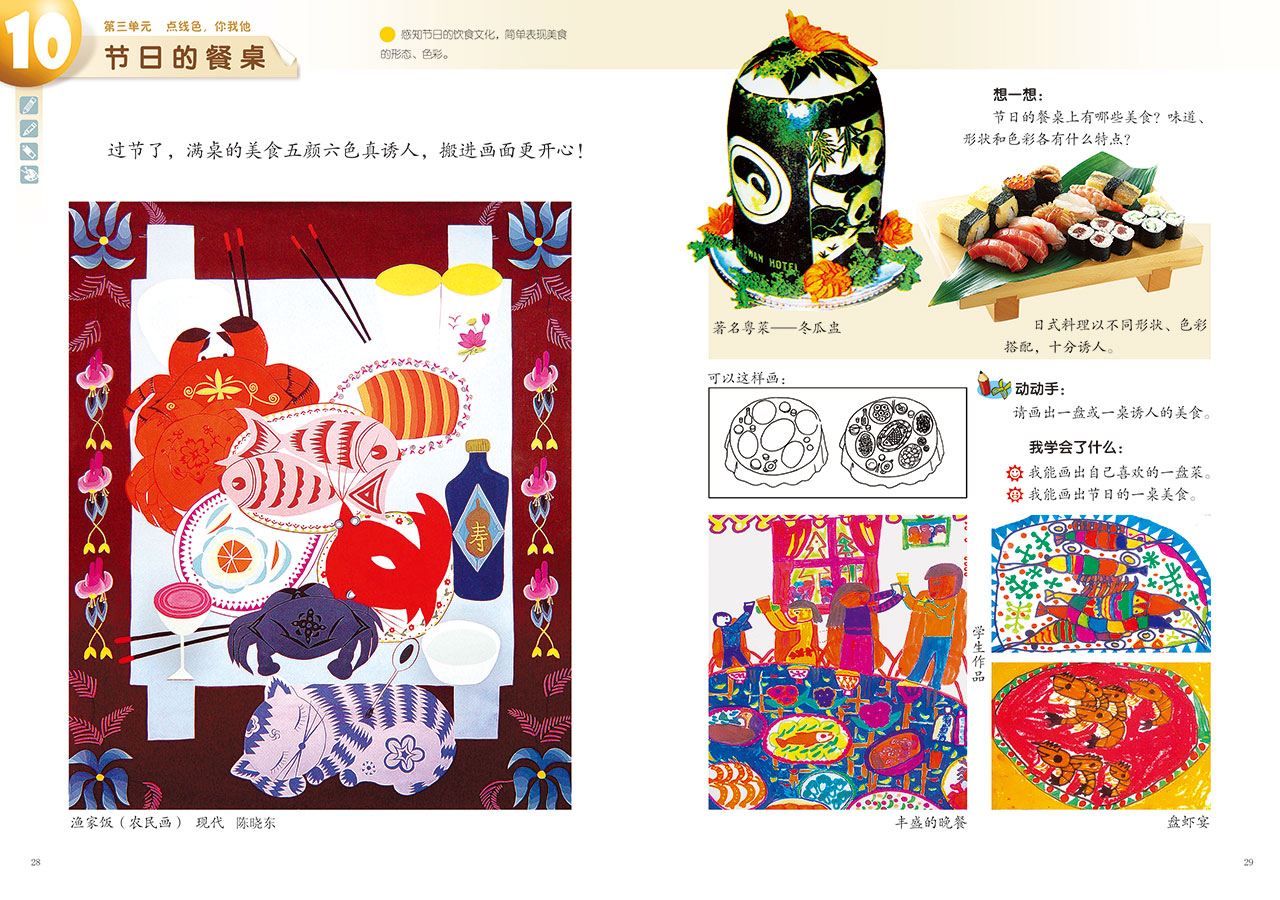 10
第三单元 点线色，你我他
节日的餐桌
感知节日的饮食文化，简单表现美食
的形态、色彩。
过节了，满桌的美食五颜六色真诱人，搬进画面更开心！
寿
渔家饭（农民画） 现代 陈晓东
28
HOTEL
著名粤菜——冬瓜盅
想一想：
节日的餐桌上有哪些美食？味道、
形状和色彩各有什么特点？
日式料理以不同形状、色彩
搭配，十分诱人。
可以这样画：
动动手：
请画出一盘或一桌诱人的美食。
我学会了什么：
我能画出自己喜欢的一盘菜。
我能画出节日的一桌美食。
学生作品
丰盛的晚餐
盘虾宴
29